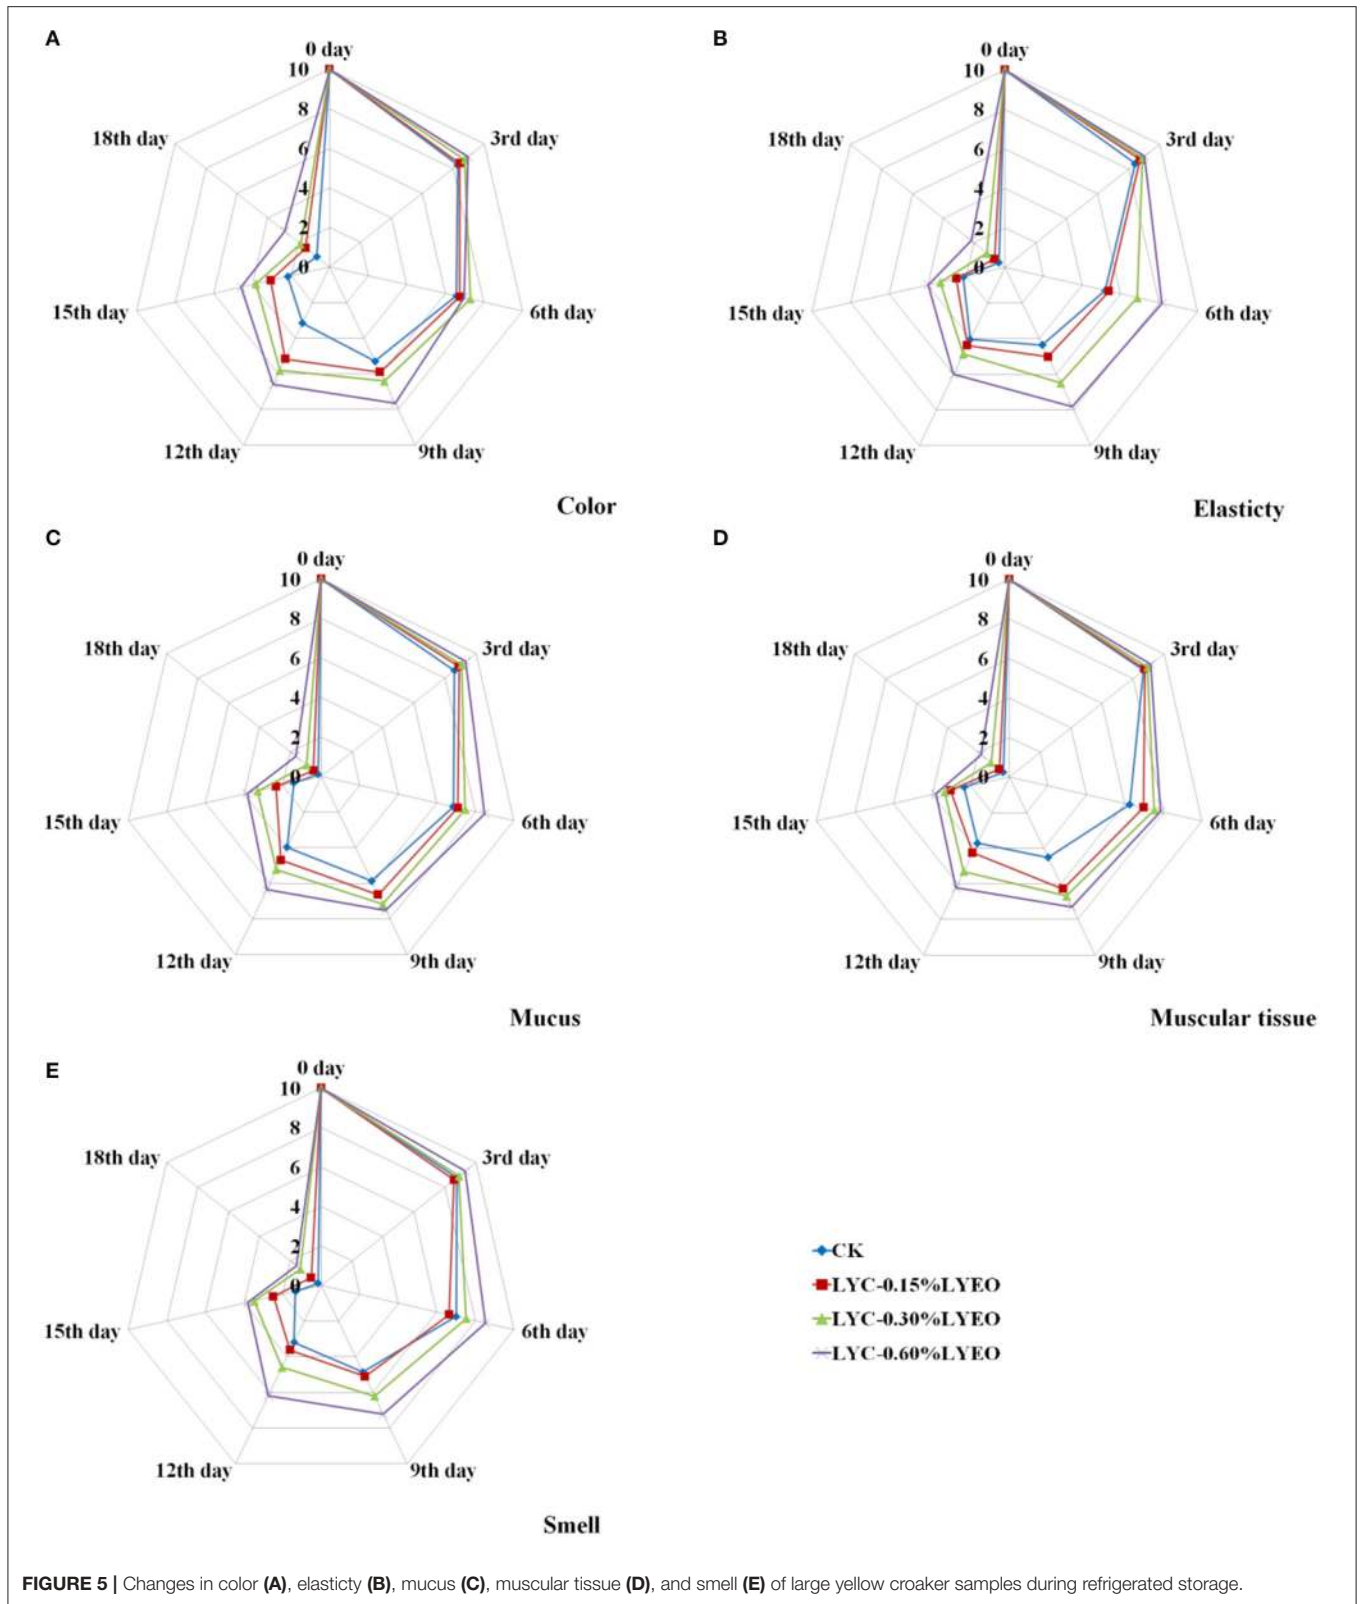 A
0 day
10
8
6
4
2
0
3rd day
6th day
9th day
12th day
15th day
18th day
Color
B
0 day
10
8
6
4
2
0
3rd day
6th day
9th day
12th day
15th day
18th day
Elasticty
C
0 day
10
8
6
4
2
0
3rd day
6th day
9th day
12th day
15th day
18th day
Mucus
D
0 day
10
8
6
4
2
0
3rd day
6th day
9th day
12th day
15th day
18th day
Muscular tissue
E
0 day
10
8
6
4
2
0
3rd day
6th day
9th day
12th day
15th day
18th day
Smell
CK
LYC-0.15%LYEO
LYC-0.30%LYEO
LYC-0.60%LYEO
FIGURE 5 | Changes in color (A), elasticty (B), mucus (C), muscular tissue (D), and smell (E) of large yellow croaker samples during refrigerated storage.